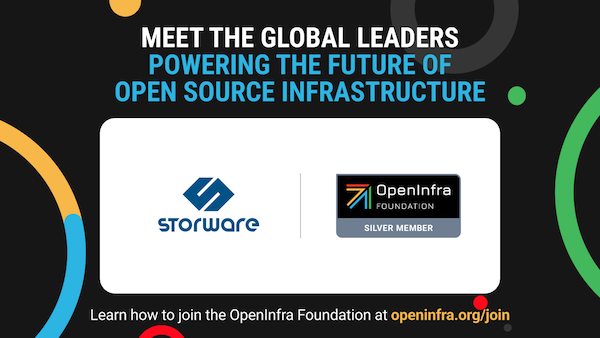 MEET THE GLOBAL LEADERS
POWERING THE FUTURE OF
OPEN SOURCE INFRASTRUCTURE
STORWARE
OpenInfra
FOUNDATION
SILVER MEMBER
Learn how to join the OpenInfra Foundation at openinfra.org/join